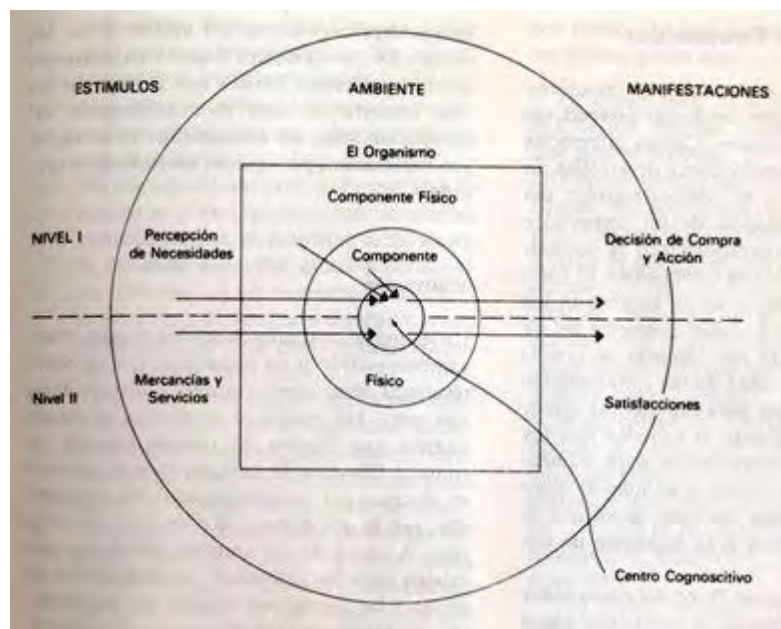 ESTIMULOS
AMBIENTE
MANIFESTACIONES
El Organismo
Componente Físico
NIVEL I
Percepción
de Necesidades
Componente
Decisión de Compra
y Acción
Nivel II
Mercancías y
Servicios
Físico
Satisfacciones
Centro Cognoscitivo